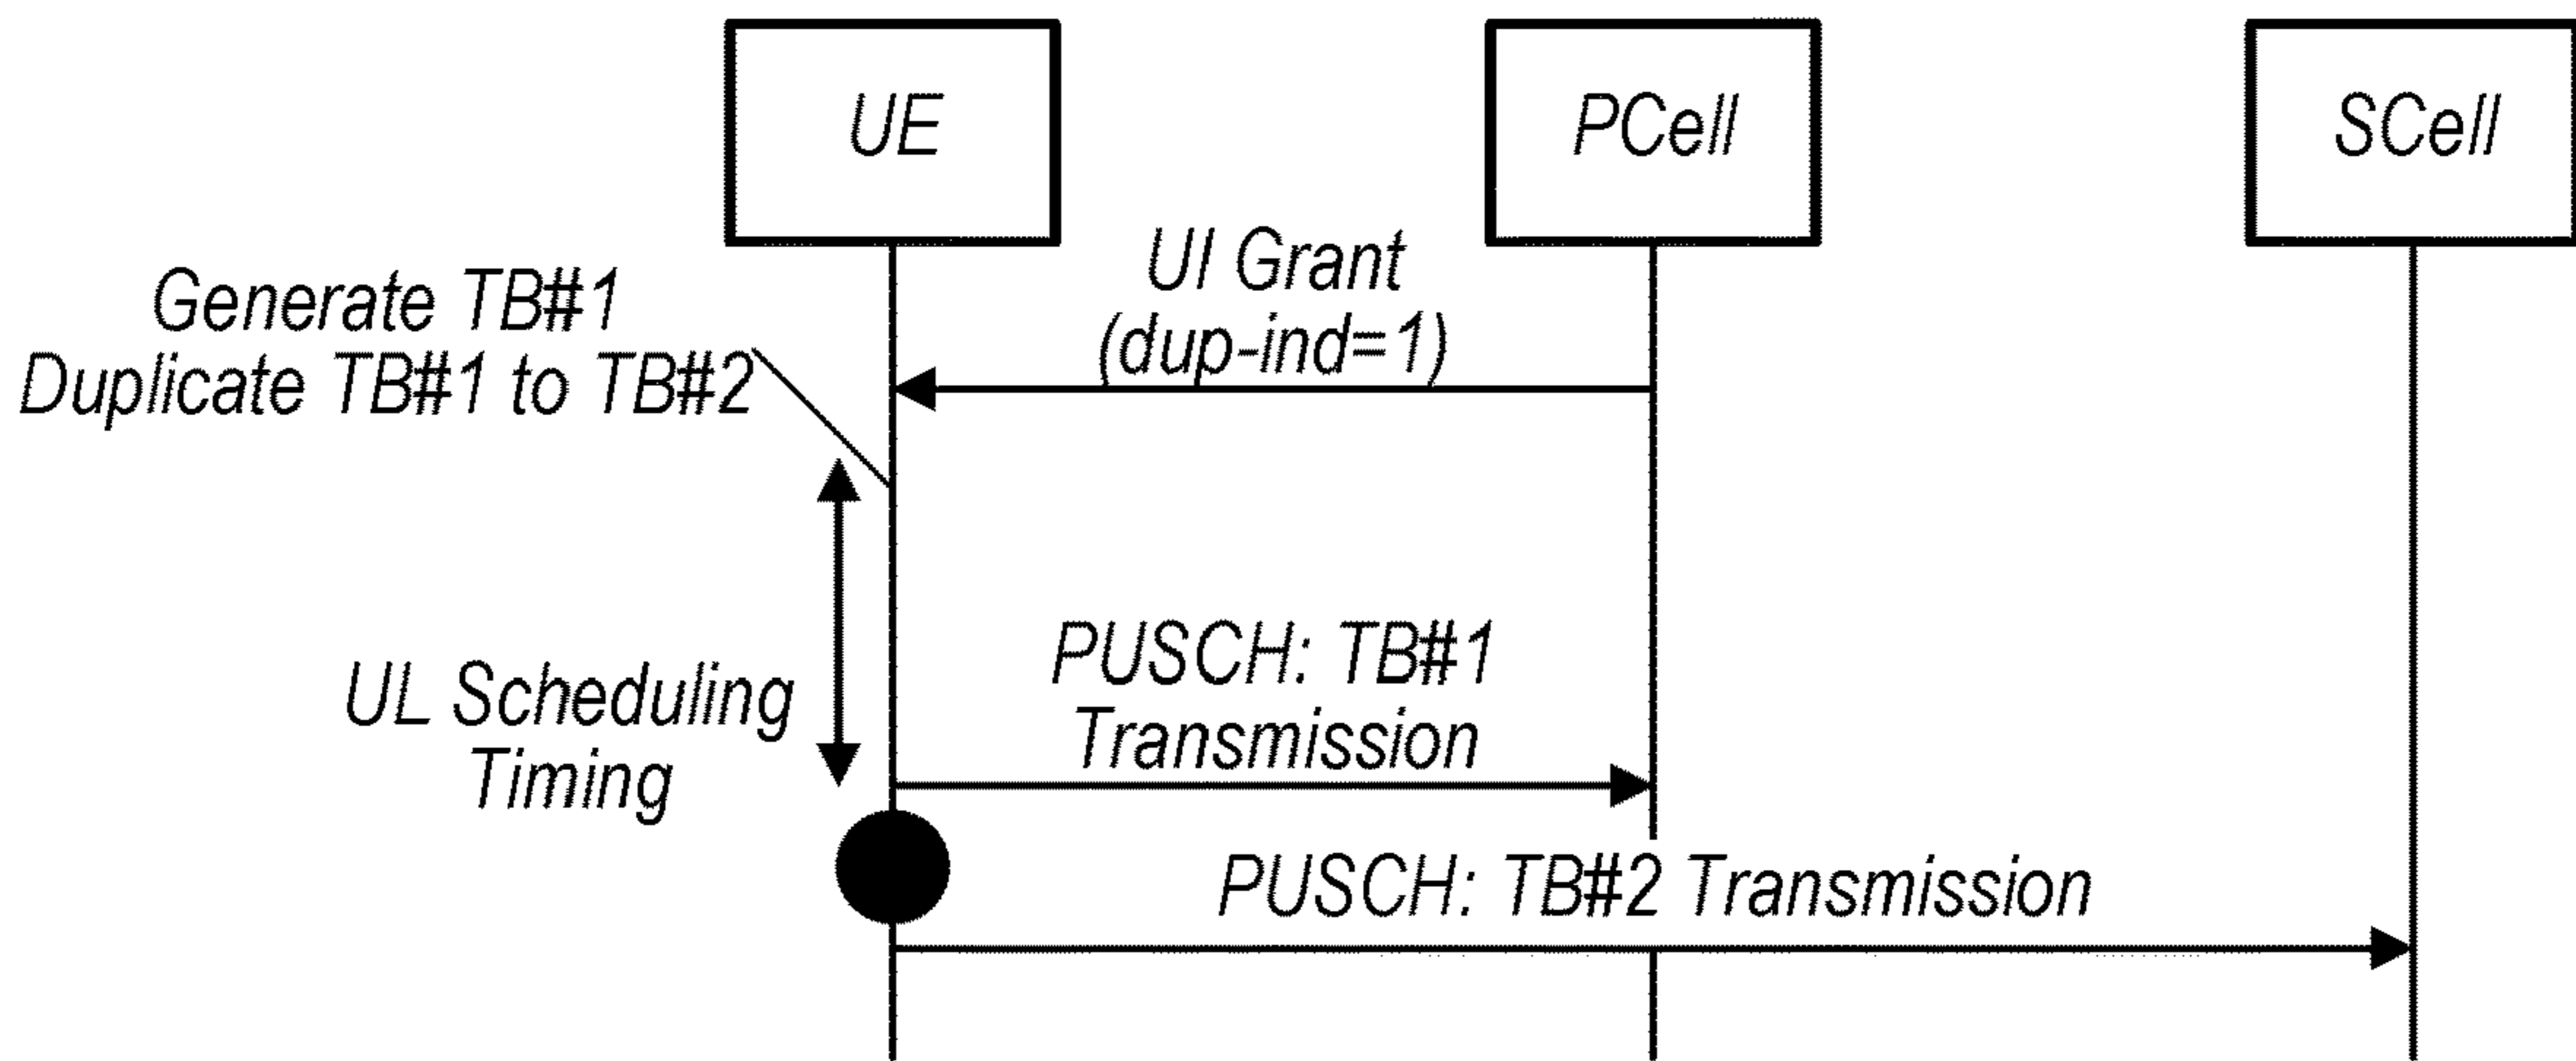 UE
PCell
SCell
UI Grant
(dup-ind=1)
Generate TB#1
Duplicate TB#1 to TB#2
PUSCH: TB#1
Transmission
UL Scheduling
Timing
PUSCH: TB#2 Transmission